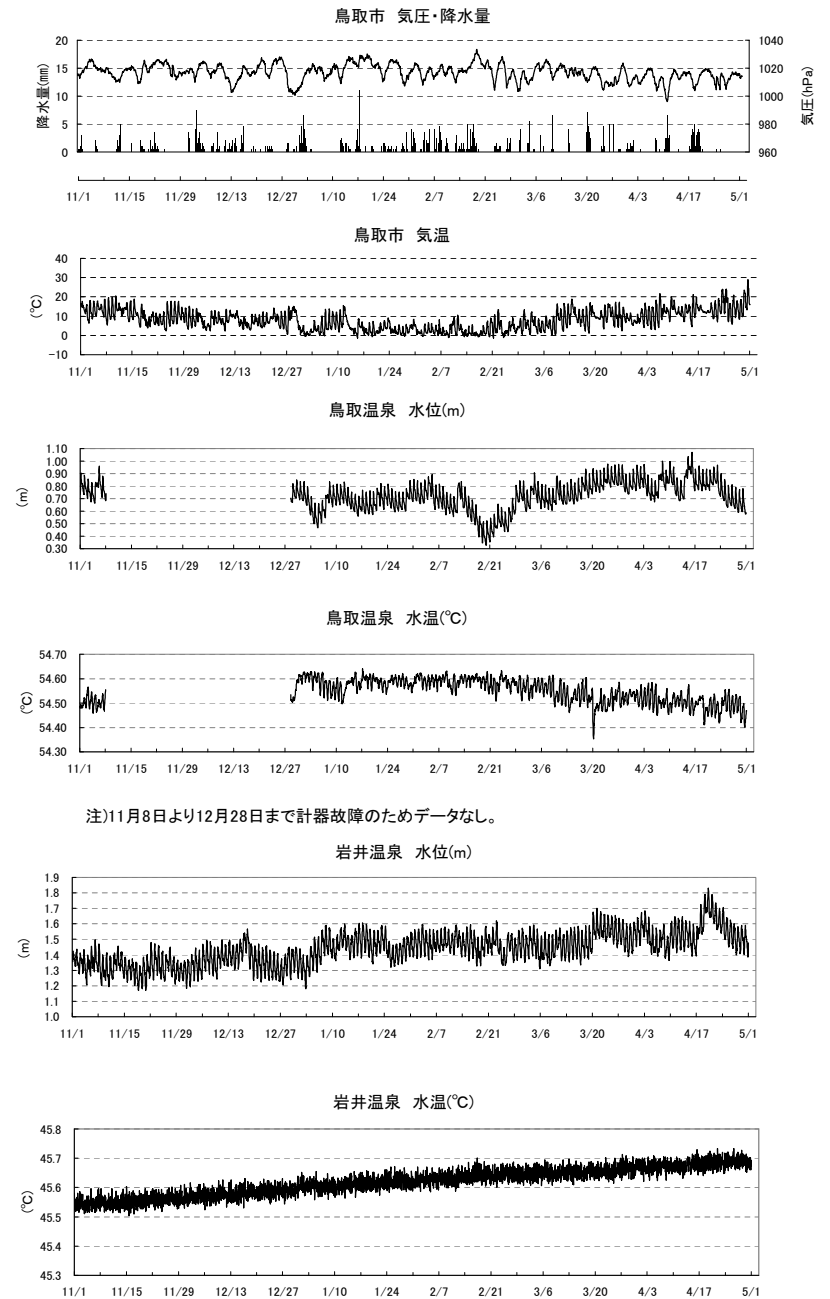 鳥取市　気圧・降水量
20 1040
15 1020
10 1000
5 980
0 960
降水量(mm)
気圧(hPa)
11/1 11/15 11/29 12/13 12/27 1/10 1/24 2/7 2/21 3/6 3/20 4/3 4/17 5/1
鳥取市　気温
40
30
20
10
0
-10
(℃)
11/1 11/15 11/29 12/13 12/27 1/10 1/24 2/7 2/21 3/6 3/20 4/3 4/17 5/1
鳥取温泉　水位(m)
1.10
1.00
0.90
0.80
0.70
0.60
0.50
0.40
0.30
(m)
11/1 11/15 11/29 12/13 12/27 1/10 1/24 2/7 2/21 3/6 3/20 4/3 4/17 5/1
鳥取温泉　水温(℃)
54.70
54.60
54.50
54.40
54.30
(℃)
11/1 11/15 11/29 12/13 12/27 1/10 1/24 2/7 2/21 3/6 3/20 4/3 4/17 5/1
注)11月8日より12月28日まで計器故障のためデータなし。
岩井温泉　水位(m)
1.9
1.8
1.7
1.6
1.5
1.4
1.3
1.2
1.1
1.0
(m)
11/1 11/15 11/29 12/13 12/27 1/10 1/24 2/7 2/21 3/6 3/20 4/3 4/17 5/1
岩井温泉　水温(℃)
45.8
45.7
45.6
45.5
45.4
45.3
(℃)
11/1 11/15 11/29 12/13 12/27 1/10 1/24 2/7 2/21 3/6 3/20 4/3 4/17 5/1